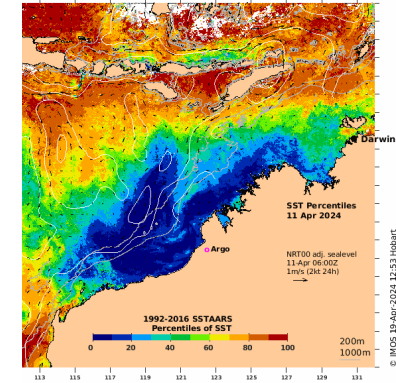 Darwin
SST Percentiles
11 Apr 2024
Argo
NRT00 adj. sealevel
11-Apr 06:00Z
1m/s (2kt 24h)
1992-2016 SSTAARS
Percentiles of SST
0 20 40 60 80 100
200m
1000m
113 115 117 119 121 123 125 127 129 131
© IMOS 19-Apr-2024 12:53 Hobart